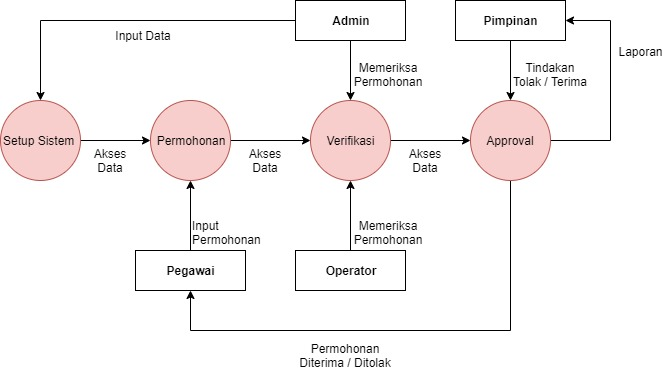 Admin
Pimpinan
Input Data
Laporan
Memeriksa
Permohonan
Tindakan
Tolak / Terima
Setup Sistem
Permohonan
Verifikasi
Approval
Akses
Data
Akses
Data
Akses
Data
Input
Permohonan
Memeriksa
Permohonan
Pegawai
Operator
Permohonan
Diterima / Ditolak